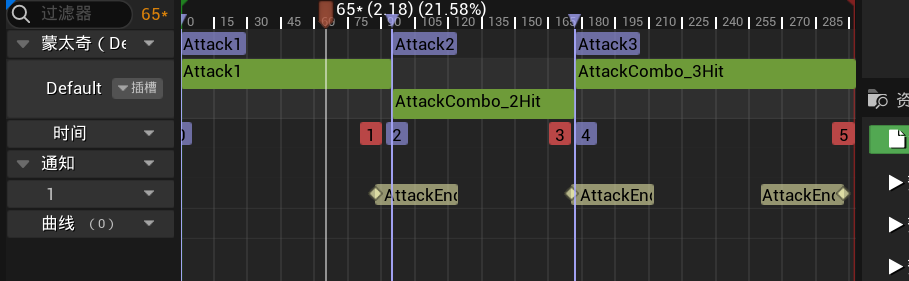 过滤器 65*
65* (2.18) (21.58%)
0 15 30 45 60 90 105 120 135 150 165 180 195 210 225 240 255 270 285
蒙太奇（De
Attack1 Attack2 Attack3
Default 插槽
Attack1 AttackCombo_3Hit
AttackCombo_2Hit
时间 1 2 3 4 5
通知
1 AttackEnd AttackEnd AttackEnd
曲线 （0）
资